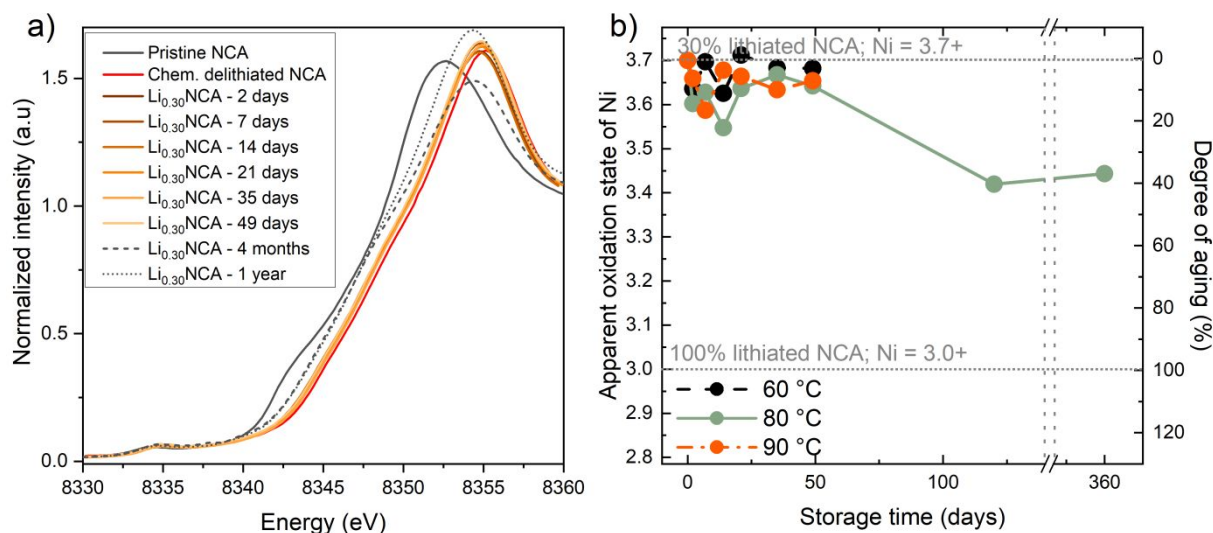 a)
Normalized intensity (a.u)
1.5
1.0
0.5
0.0
Pristine NCA
Chem. delithiated NCA
Li0.30NCA - 2 days
Li0.30NCA - 7 days
Li0.30NCA - 14 days
Li0.30NCA - 21 days
Li0.30NCA - 35 days
Li0.30NCA - 49 days
Li0.30NCA - 4 months
Li0.30NCA - 1 year
8330 8335 8340 8345 8350 8355 8360
Energy (eV)
b)
Apparent oxidation state of Ni
3.7
3.6
3.5
3.4
3.3
3.2
3.1
3.0
2.9
2.8
30% lithiated NCA; Ni = 3.7+
100% lithiated NCA; Ni = 3.0+
60 °C
80 °C
90 °C
0 50 100 360
Storage time (days)
0
20
40
60
80
100
120
Degree of aging (%)